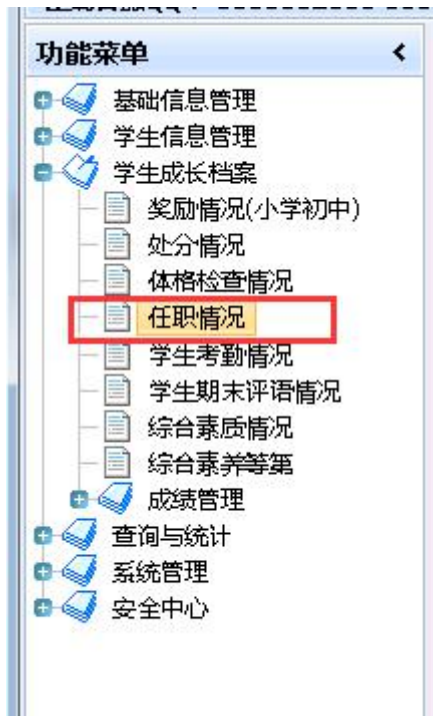 功能菜单
基础信息管理
学生信息管理
学生成长档案
奖励情况(小学初中)
处分情况
体格检查情况
任职情况
学生考勤情况
学生期末评语情况
综合素质情况
综合素养等第
成绩管理
查询与统计
系统管理
安全中心